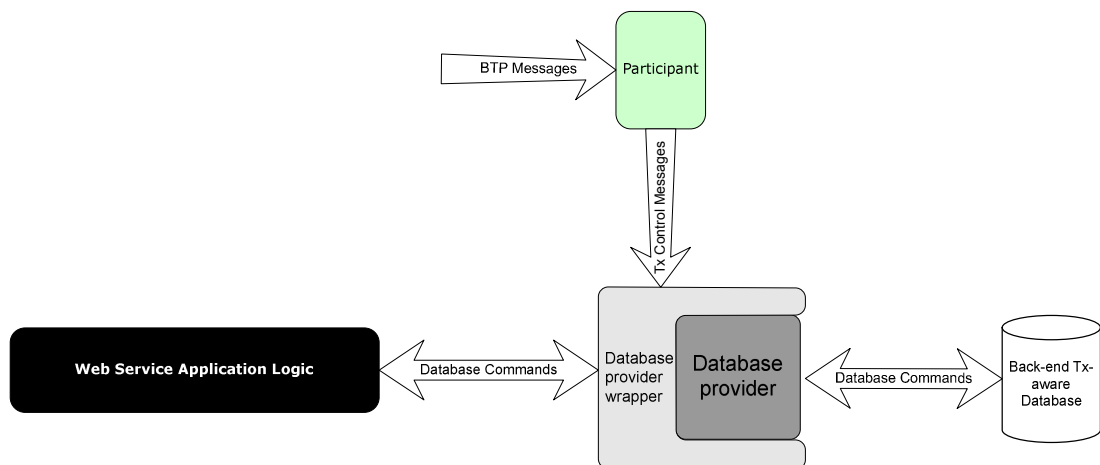 BTP Messages
Participant
Tx Control Messages
Web Service Application Logic
Database Commands
Database
provider
wrapper
Database
provider
Database Commands
Back-end Tx-
aware
Database